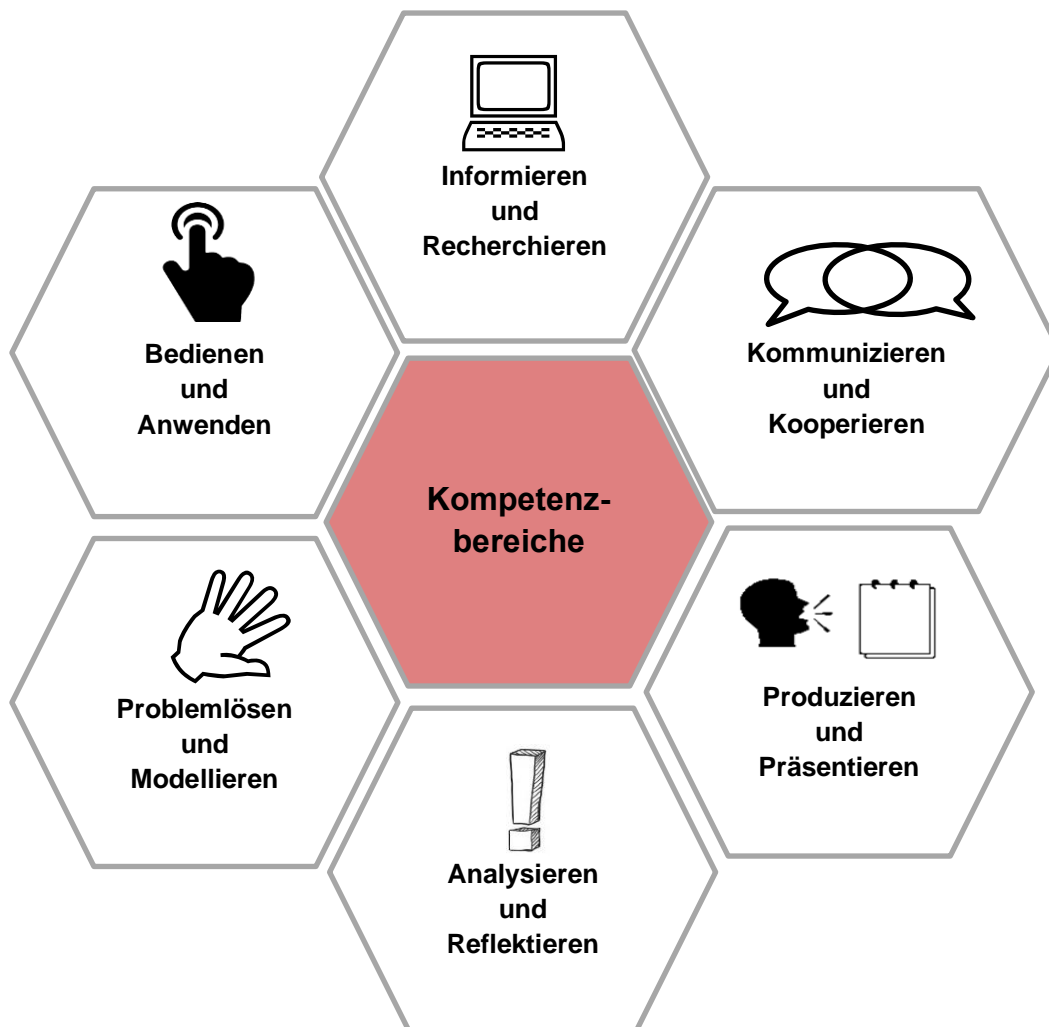 Informieren
und
Recherchieren
Bedienen
und
Anwenden
Kommunizieren
und
Kooperieren
Kompetenz-
bereiche
Problemlösen
und
Modellieren
Produzieren
und
Präsentieren
Analysieren
und
Reflektieren